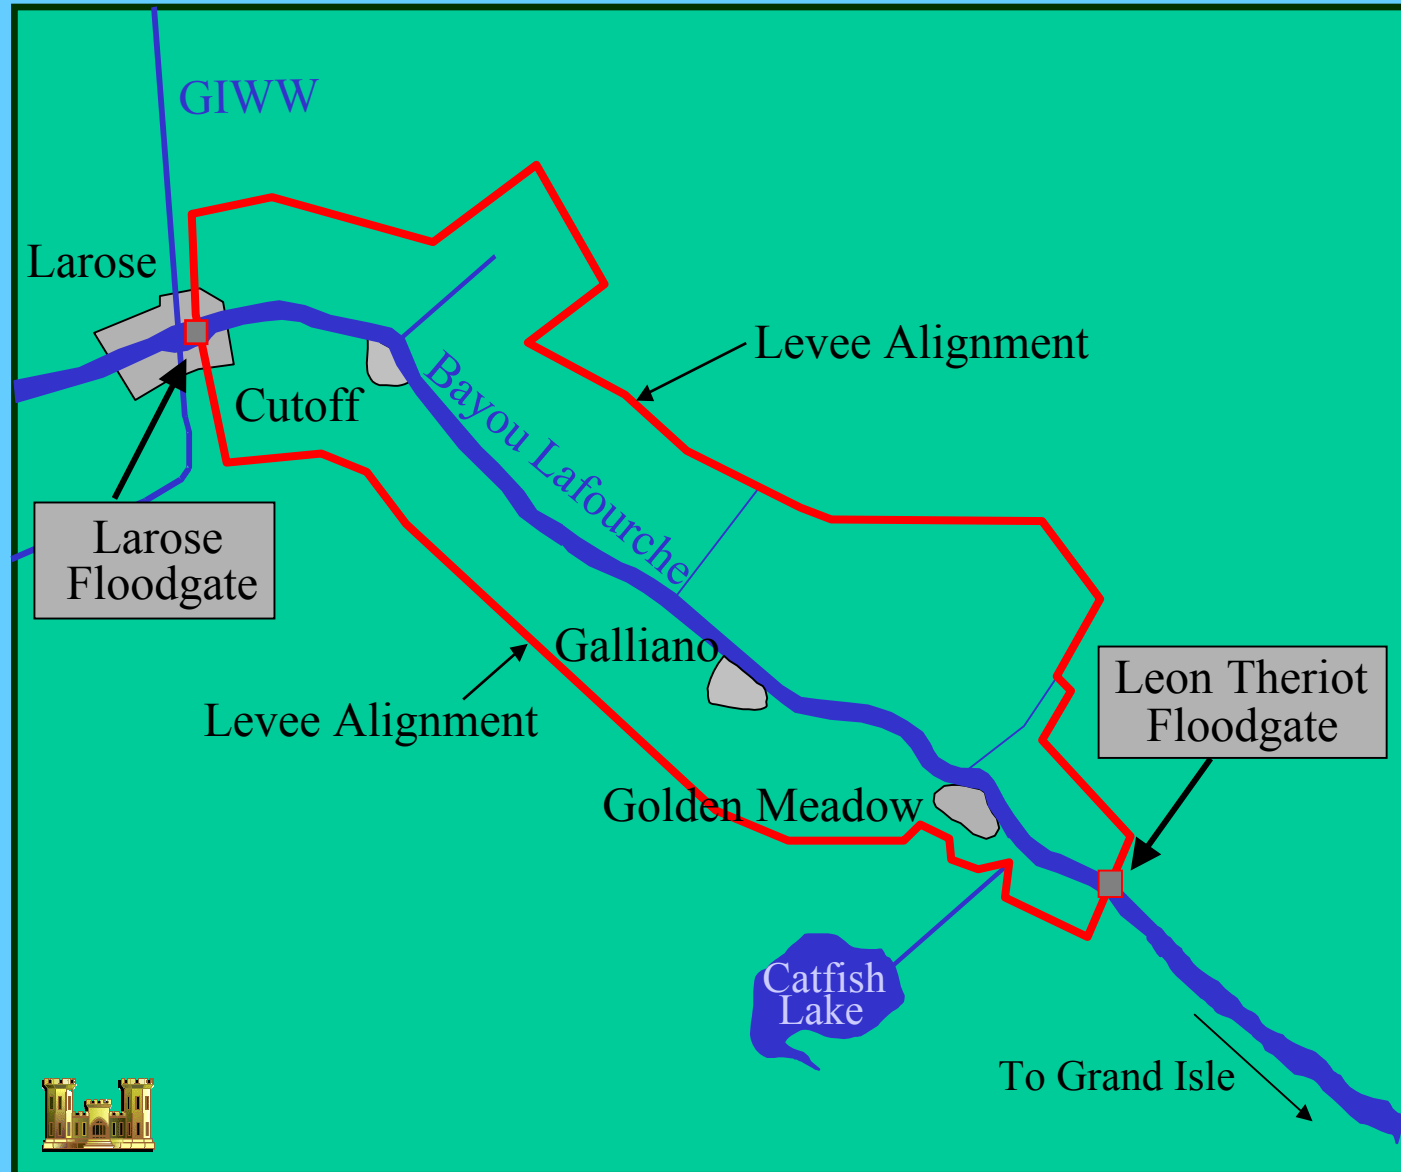 GIWW
Larose
Levee Alignment
Cutoff
Bayou Lafourche
Larose
Floodgate
Galliano
Leon Theriot
Floodgate
Levee Alignment
Golden Meadow
Catfish
Lake
To Grand Isle